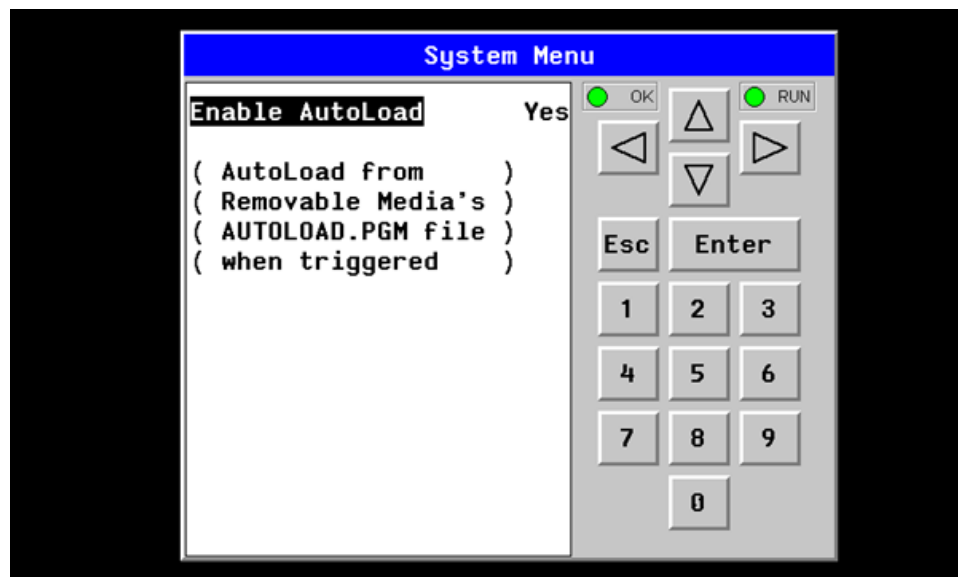 System Menu
Enable AutoLoad Yes
( AutoLoad from )
( Removable Media's )
( AUTOLOAD.PGM file )
( when triggered )
OK
RUN
Esc
Enter
1 2 3
4 5 6
7 8 9
0